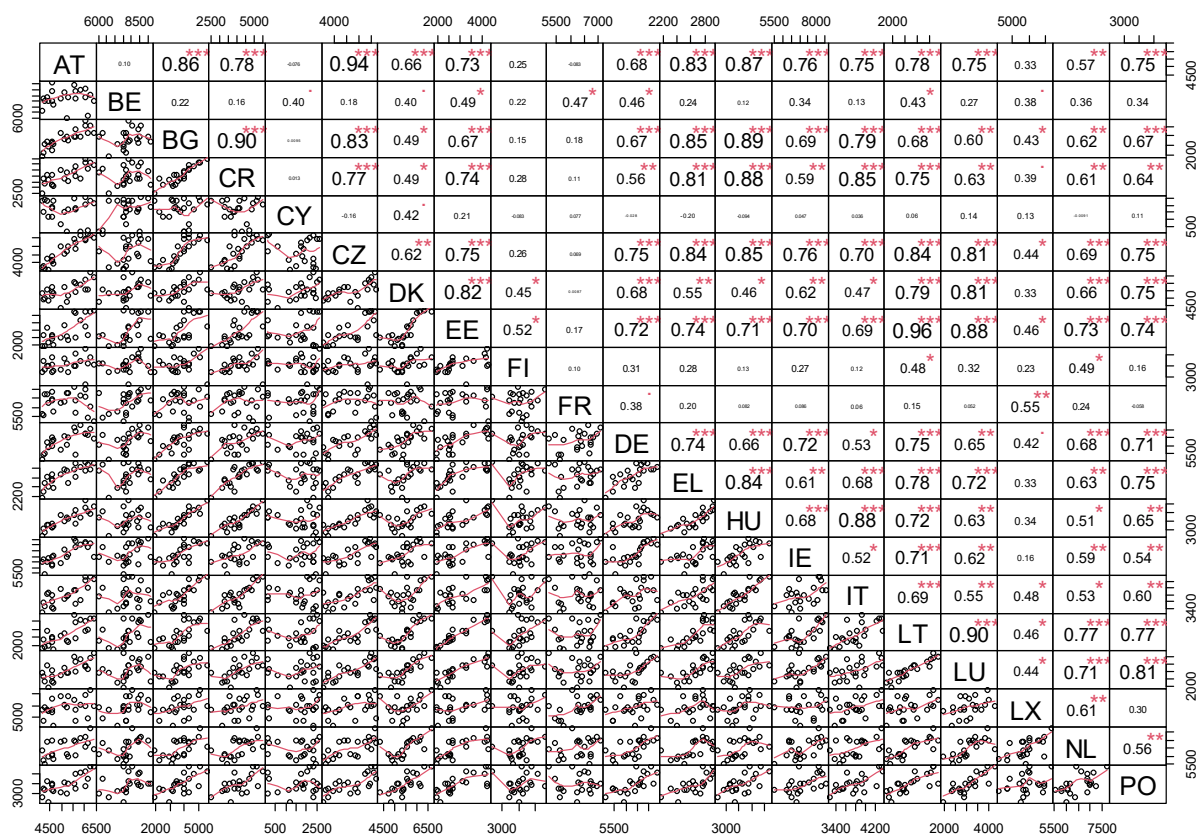 6000 8500 2500 5000 4000 2000 4000 5500 7000 2200 2800 5500 8000 2000 5000 3000
AT 0.10 0.86*** 0.78*** -0.076 0.94*** 0.66** 0.73*** 0.25 -0.083 0.68*** 0.83*** 0.87*** 0.76*** 0.75*** 0.78*** 0.75*** 0.33 0.57** 0.75*** 4500
6000 BE 0.22 0.16 0.40. 0.18 0.40. 0.49* 0.22 0.47* 0.46* 0.24 0.12 0.34 0.13 0.43* 0.27 0.38. 0.36 0.34
BG 0.90*** 0.83*** 0.49* 0.67*** 0.15 0.18 0.67*** 0.85*** 0.89*** 0.69*** 0.79*** 0.68*** 0.60** 0.43* 0.62** 0.67*** 2000
2500 CR 0.013 0.77*** 0.49* 0.74*** 0.28 0.11 0.56** 0.81*** 0.88*** 0.59** 0.85*** 0.75*** 0.63** 0.39. 0.61** 0.64**
CY -0.16 0.42. 0.21 -0.083 0.077 -0.20 0.047 0.036 0.06 0.14 0.13 0.11 500
4000 CZ 0.62** 0.75*** 0.26 0.75*** 0.84*** 0.85*** 0.76*** 0.70*** 0.84*** 0.81*** 0.44* 0.69*** 0.75***
DK 0.82*** 0.45* 0.68*** 0.55** 0.46* 0.62** 0.47* 0.79*** 0.81*** 0.33 0.66** 0.75*** 4500
2000 EE 0.52* 0.17 0.72*** 0.74*** 0.71*** 0.70*** 0.69*** 0.96*** 0.88*** 0.46* 0.73*** 0.74***
FI 0.10 0.31 0.28 0.13 0.27 0.12 0.48* 0.32 0.23 0.49* 0.16 3000
5500 FR 0.38. 0.20 0.082 0.086 0.06 0.15 0.052 0.55** 0.24 -0.058
DE 0.74*** 0.66** 0.72*** 0.53* 0.75*** 0.65** 0.42. 0.68*** 0.71*** 5500
2200 EL 0.84*** 0.61** 0.68*** 0.78*** 0.72*** 0.33 0.63** 0.75***
HU 0.68*** 0.88*** 0.72*** 0.63** 0.34 0.51* 0.65** 3000
5500 IE 0.52* 0.71*** 0.62** 0.16 0.59** 0.54**
IT 0.69*** 0.55** 0.48* 0.53* 0.60** 3400
2000 LT 0.90*** 0.46* 0.77*** 0.77***
LU 0.44* 0.71*** 0.81*** 2000
5000 LX 0.61** 0.30
NL 0.56** 5500
3000 PO
4500 6500 2000 5000 500 2500 4500 6500 3000 5500 3000 3400 4200 2000 4000 5500 7500